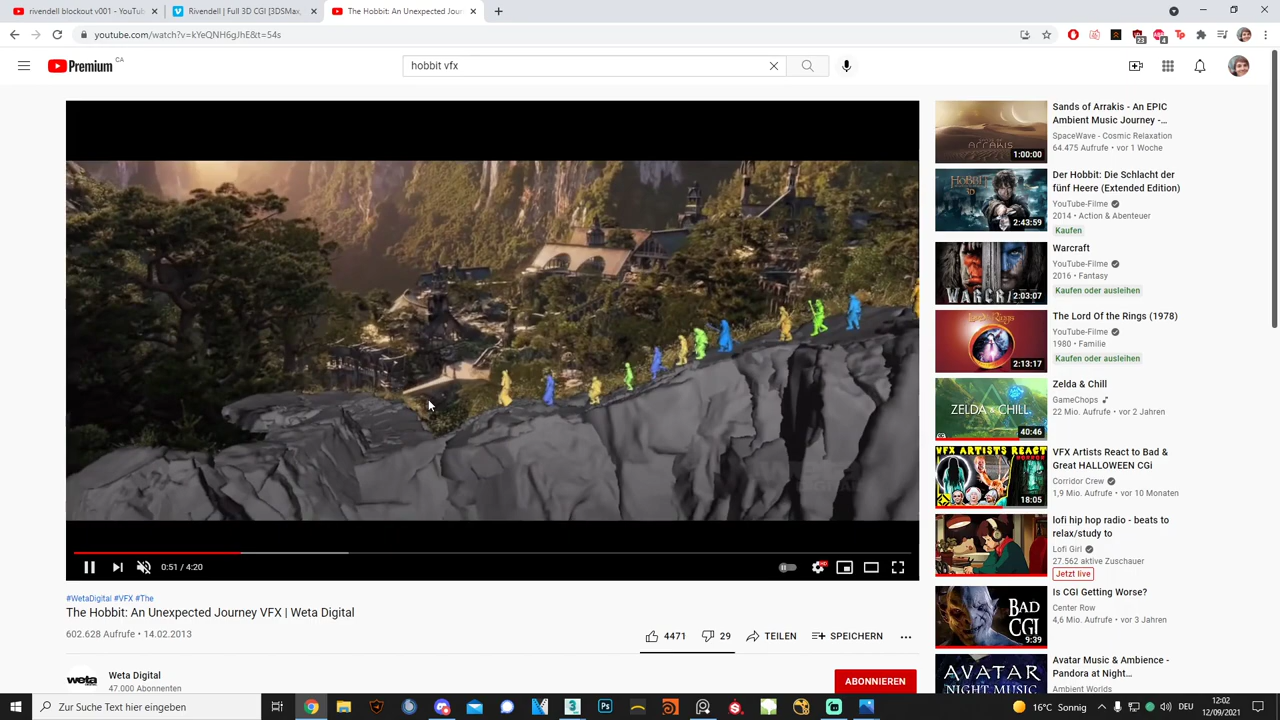 rivendell blockout v001 - YouTub
Rivendell | Full 3D CGI [3DSMax,
The Hobbit: An Unexpected Jour
youtube.com/watch?v=kYeQNH6gJhE&t=54s
23
4
Premium
CA
hobbit vfx
0:51 / 4:20
#WetaDigital #VFX #The
The Hobbit: An Unexpected Journey VFX | Weta Digital
602.628 Aufrufe • 14.02.2013
4471
29
TEILEN
SPEICHERN
weta
Weta Digital
47.000 Abonnenten
ABONNIEREN
ARRAKIS
1:00:00
Sands of Arrakis - An EPIC
Ambient Music Journey -...
SpaceWave - Cosmic Relaxation
64.475 Aufrufe • vor 1 Woche
HOBBIT
3D
2:43:59
Der Hobbit: Die Schlacht der
fünf Heere (Extended Edition)
YouTube-Filme
2014 • Action & Abenteuer
Kaufen
WARCR
2:03:07
Warcraft
YouTube-Filme
2016 • Fantasy
Kaufen oder ausleihen
2:13:17
The Lord Of the Rings (1978)
YouTube-Filme
1980 • Familie
Kaufen oder ausleihen
ZELDA & CHILL
40:46
Zelda & Chill
GameChops
22 Mio. Aufrufe • vor 2 Jahren
VFX ARTISTS REACT
18:05
VFX Artists React to Bad &
Great HALLOWEEN CGi
Corridor Crew
1,9 Mio. Aufrufe • vor 10 Monaten
lofi hip hop radio - beats to
relax/study to
Lofi Girl
27.562 aktive Zuschauer
Jetzt live
BAD
CGI
9:39
Is CGI Getting Worse?
Center Row
4,6 Mio. Aufrufe • vor 3 Jahren
AVATAR
NIGHT MUSIC
Avatar Music & Ambience -
Pandora at Night...
Ambient Worlds
Zur Suche Text hier eingeben
16°C Sonnig
DEU
12:02
12/09/2021